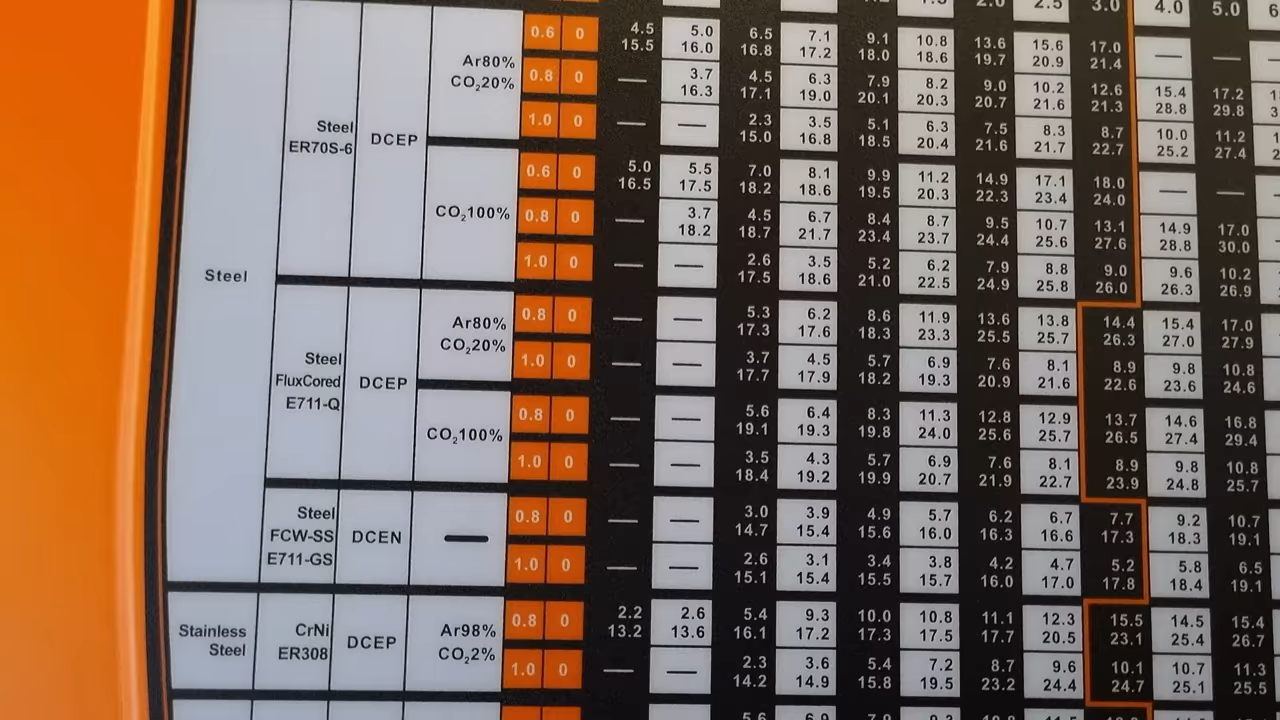 2.5 3.0 4.0 5.0
Steel
Steel
ER70S-6
DCEP
Ar80%
CO₂20%
0.6 0 4.5 5.0 6.5 7.1 9.1 10.8 13.6 15.6 17.0 — —
15.5 16.0 16.8 17.2 18.0 18.6 19.7 20.9 21.4
0.8 0 — 3.7 4.5 6.3 7.9 8.2 9.0 10.2 12.6 15.4 17.2
16.3 17.1 19.0 20.1 20.3 20.7 21.6 21.3 28.8 29.8
1.0 0 — — 2.3 3.5 5.1 6.3 7.5 8.3 8.7 10.0 11.2
15.0 16.8 18.5 20.4 21.6 21.7 22.7 25.2 27.4
CO₂100%
0.6 0 5.0 5.5 7.0 8.1 9.9 11.2 14.9 17.1 18.0 — —
16.5 17.5 18.2 18.6 19.5 20.3 22.3 23.4 24.0
0.8 0 — 3.7 4.5 6.7 8.4 8.7 9.5 10.7 13.1 14.9 17.0
18.2 18.7 21.7 23.4 23.7 24.4 25.6 27.6 28.8 30.0
1.0 0 — — 2.6 3.5 5.2 6.2 7.9 8.8 9.0 9.6 10.2
17.5 18.6 21.0 22.5 24.9 25.8 26.0 26.3 26.9
Steel
FluxCored
E711-Q
DCEP
Ar80%
CO₂20%
0.8 0 — — 5.3 6.2 8.6 11.9 13.6 13.8 14.4 15.4 17.0
17.3 17.6 18.3 23.3 25.5 25.7 26.3 27.0 27.9
1.0 0 — — 3.7 4.5 5.7 6.9 7.6 8.1 8.9 9.8 10.8
17.7 17.9 18.2 19.3 20.9 21.6 22.6 23.6 24.6
CO₂100%
0.8 0 — — 5.6 6.4 8.3 11.3 12.8 12.9 13.7 14.6 16.8
19.1 19.3 19.8 24.0 25.6 25.7 26.5 27.4 29.4
1.0 0 — — 3.5 4.3 5.7 6.9 7.6 8.1 8.9 9.8 10.8
18.4 19.2 19.9 20.7 21.9 22.7 23.9 24.8 25.7
Steel
FCW-SS
E711-GS
DCEN
—
0.8 0 — — 3.0 3.9 4.9 5.7 6.2 6.7 7.7 9.2 10.7
14.7 15.4 15.6 16.0 16.3 16.6 17.3 18.3 19.1
1.0 0 — — 2.6 3.1 3.4 3.8 4.2 4.7 5.2 5.8 6.5
15.1 15.4 15.5 15.7 16.0 17.0 17.8 18.4 19.1
Stainless
Steel
CrNi
ER308
DCEP
Ar98%
CO₂2%
0.8 0 2.2 2.6 5.4 9.3 10.0 10.8 11.1 12.3 15.5 14.5 15.4
13.2 13.6 16.1 17.2 17.3 17.5 17.7 20.5 23.1 25.4 26.7
1.0 0 — — 2.3 3.6 5.4 7.2 8.7 9.6 10.1 10.7 11.3
14.2 14.9 15.8 19.5 23.2 24.4 24.7 25.1 25.5